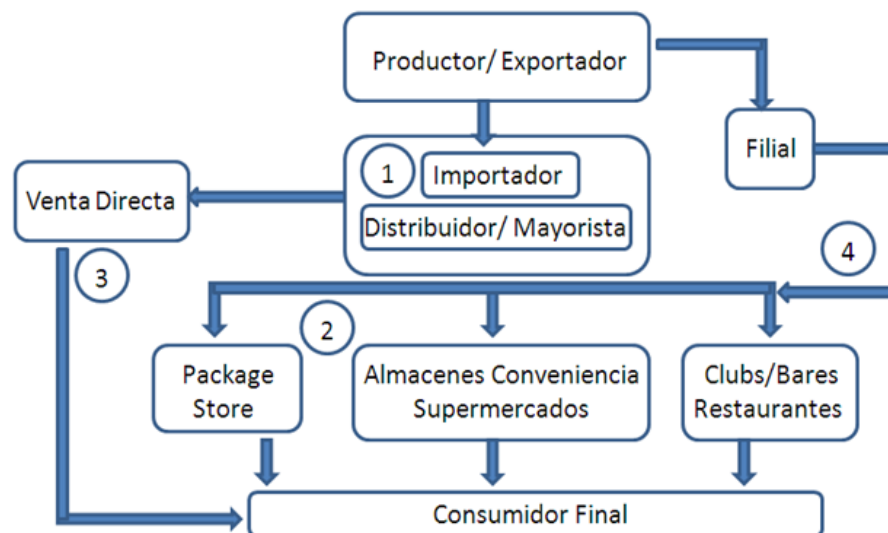 Productor/ Exportador
Filial
1
Importador
Distribuidor/ Mayorista
Venta Directa
3
4
2
Package
Store
Almacenes Conveniencia
Supermercados
Clubs/Bares
Restaurantes
Consumidor Final